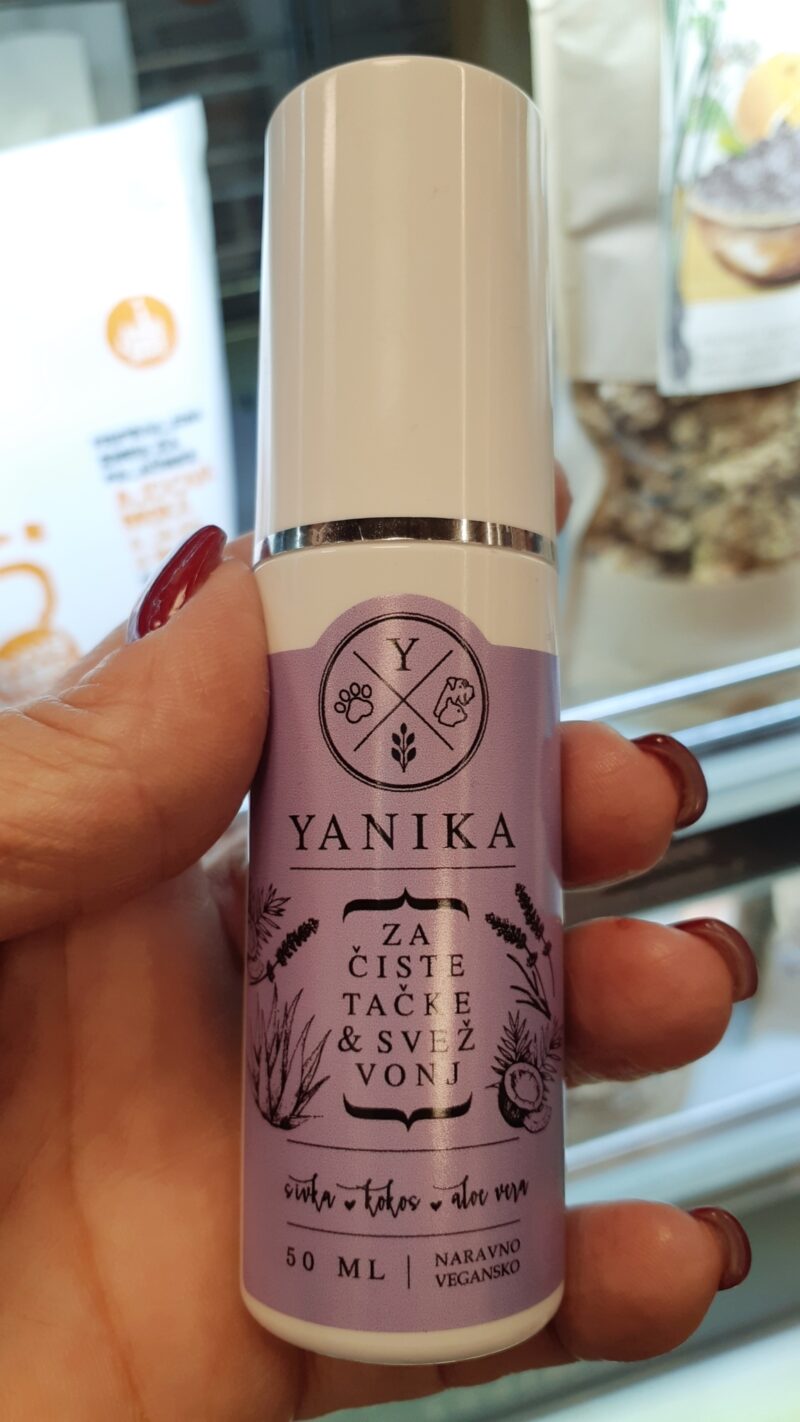 Y
YANIKA
ZA
ČISTE
TAČKE
& SVEŽ
VONJ
sivka kokos aloe vera
50 ML
NARAVNO
VEGANSKO